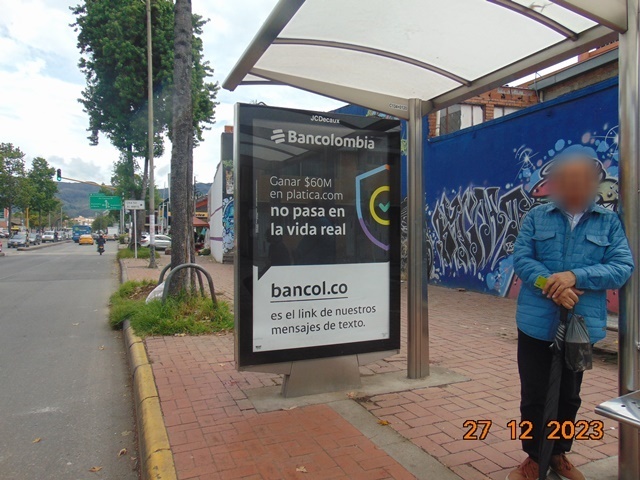 JCDecaux
Bancolombia
Ganar $60M
en platica.com
no pasa en
la vida real
bancol.co
es el link de nuestros
mensajes de texto.
27 12 2023